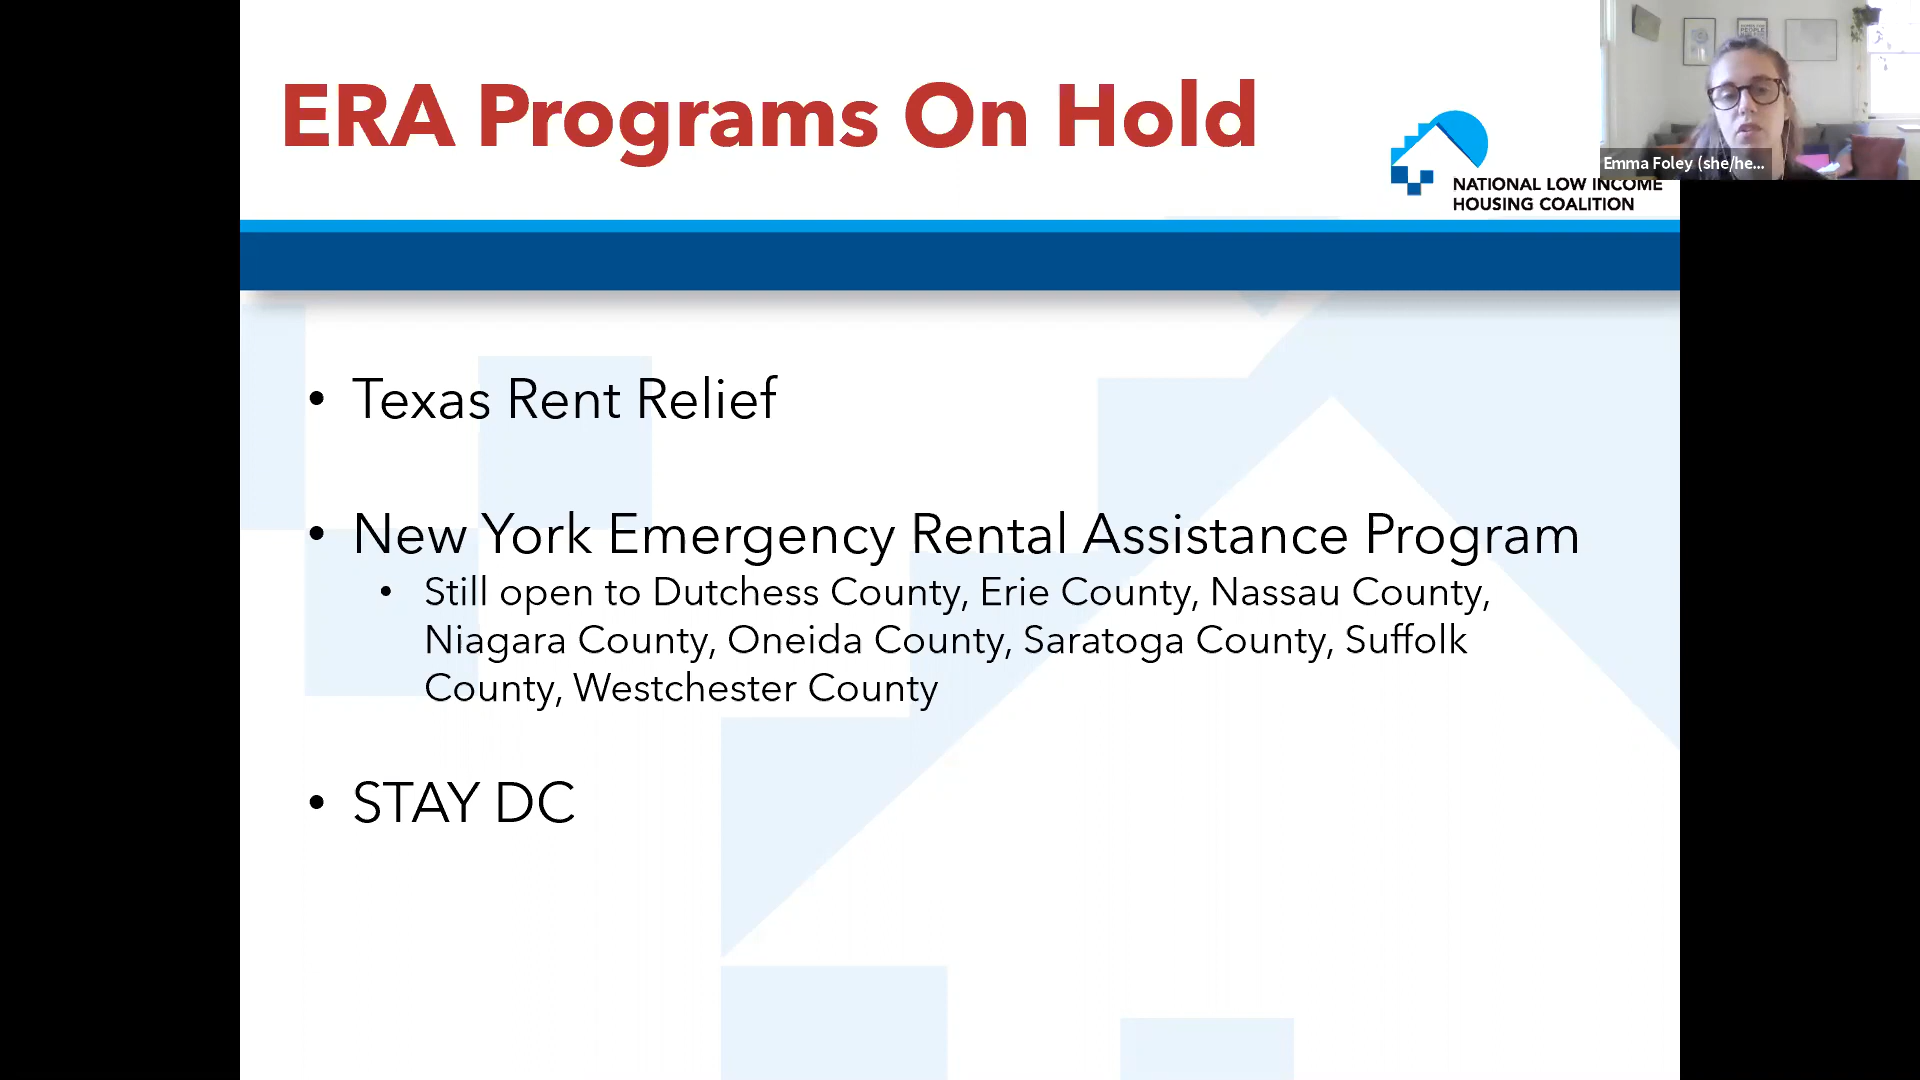 ERA Programs On Hold
NATIONAL LOW INCOME
HOUSING COALITION
Emma Foley (she/he...
• Texas Rent Relief
• New York Emergency Rental Assistance Program
• Still open to Dutchess County, Erie County, Nassau County,
Niagara County, Oneida County, Saratoga County, Suffolk
County, Westchester County
• STAY DC